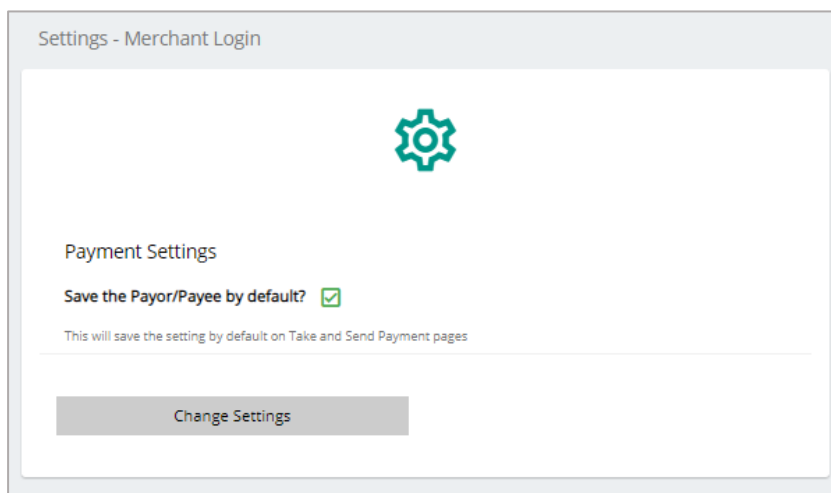 Settings - Merchant Login
Payment Settings
Save the Payor/Payee by default?
This will save the setting by default on Take and Send Payment pages
Change Settings